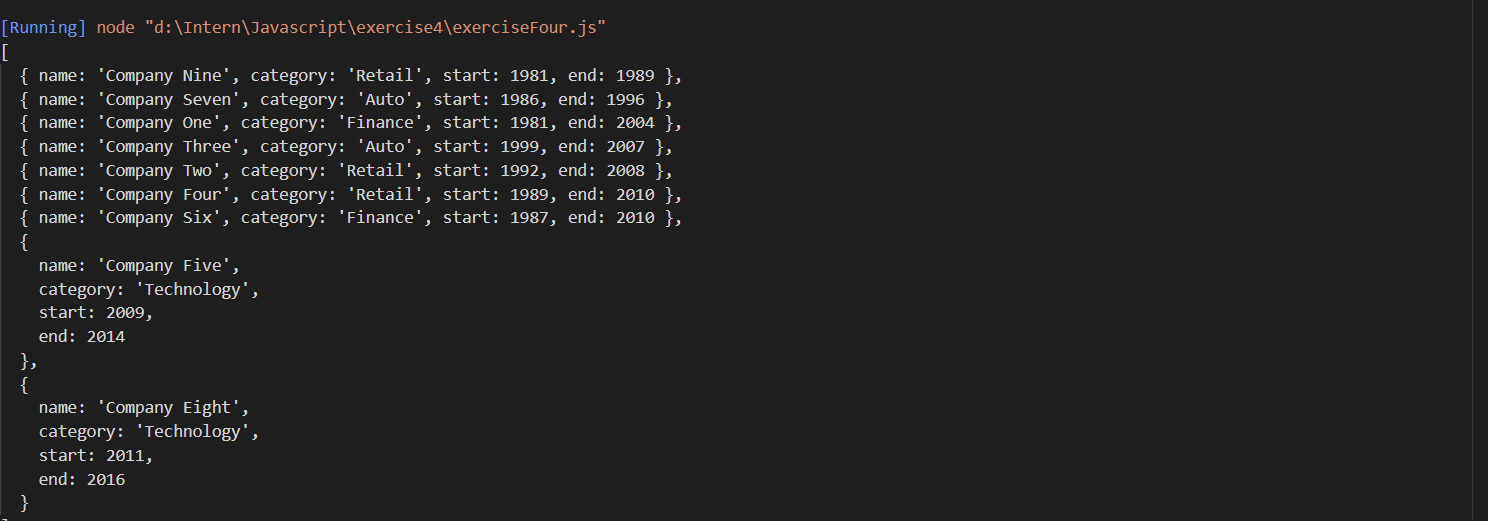 [Running] node "d:\Intern\Javascript\exercise4\exerciseFour.js"
[
  { name: 'Company Nine', category: 'Retail', start: 1981, end: 1989 },
  { name: 'Company Seven', category: 'Auto', start: 1986, end: 1996 },
  { name: 'Company One', category: 'Finance', start: 1981, end: 2004 },
  { name: 'Company Three', category: 'Auto', start: 1999, end: 2007 },
  { name: 'Company Two', category: 'Retail', start: 1992, end: 2008 },
  { name: 'Company Four', category: 'Retail', start: 1989, end: 2010 },
  { name: 'Company Six', category: 'Finance', start: 1987, end: 2010 },
  {
    name: 'Company Five',
    category: 'Technology',
    start: 2009,
    end: 2014
  },
  {
    name: 'Company Eight',
    category: 'Technology',
    start: 2011,
    end: 2016
  }